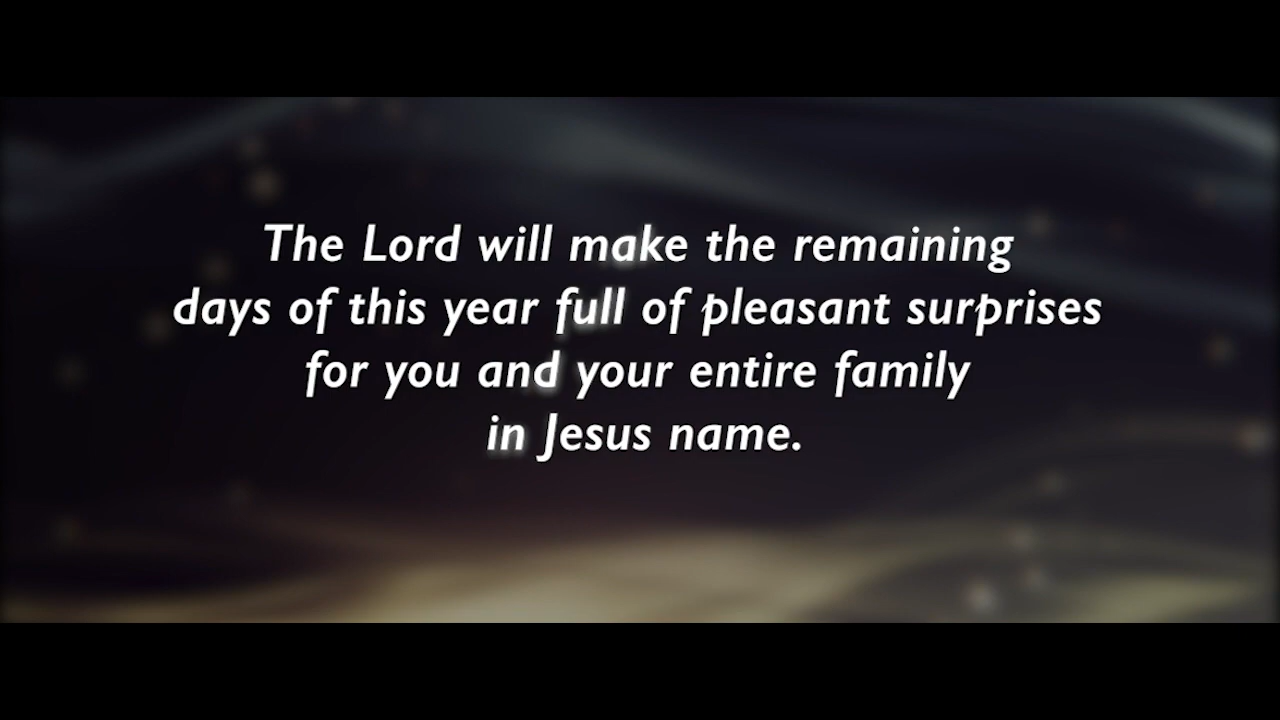 The Lord will make the remaining
days of this year full of pleasant surprises
for you and your entire family
in Jesus name.